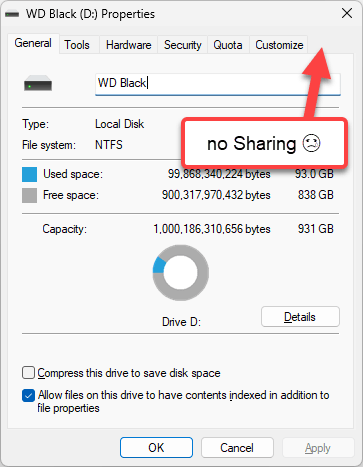 WD Black (D:) Properties
General Tools Hardware Security Quota Customize
WD Black
Type: Local Disk
File system: NTFS
no Sharing ☹
Used space: 99,868,340,224 bytes 93.0 GB
Free space: 900,317,970,432 bytes 838 GB
Capacity: 1,000,186,310,656 bytes 931 GB
Drive D: Details
Compress this drive to save disk space
Allow files on this drive to have contents indexed in addition to
file properties
OK Cancel Apply